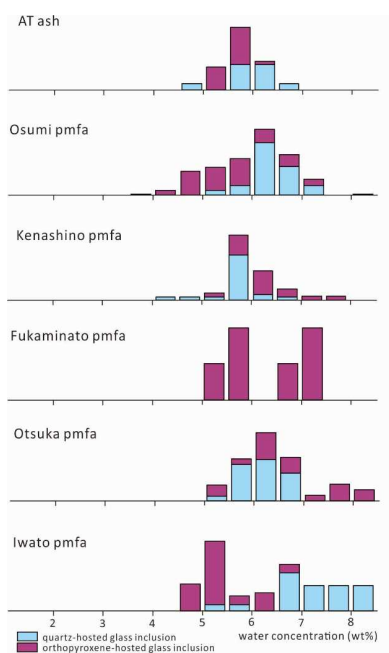 AT ash
Osumi pmfa
Kenashino pmfa
Fukaminato pmfa
Otsuka pmfa
Iwato pmfa
2 3 4 5 6 7 8
quartz-hosted glass inclusion water concentration (wt%)
orthopyroxene-hosted glass inclusion